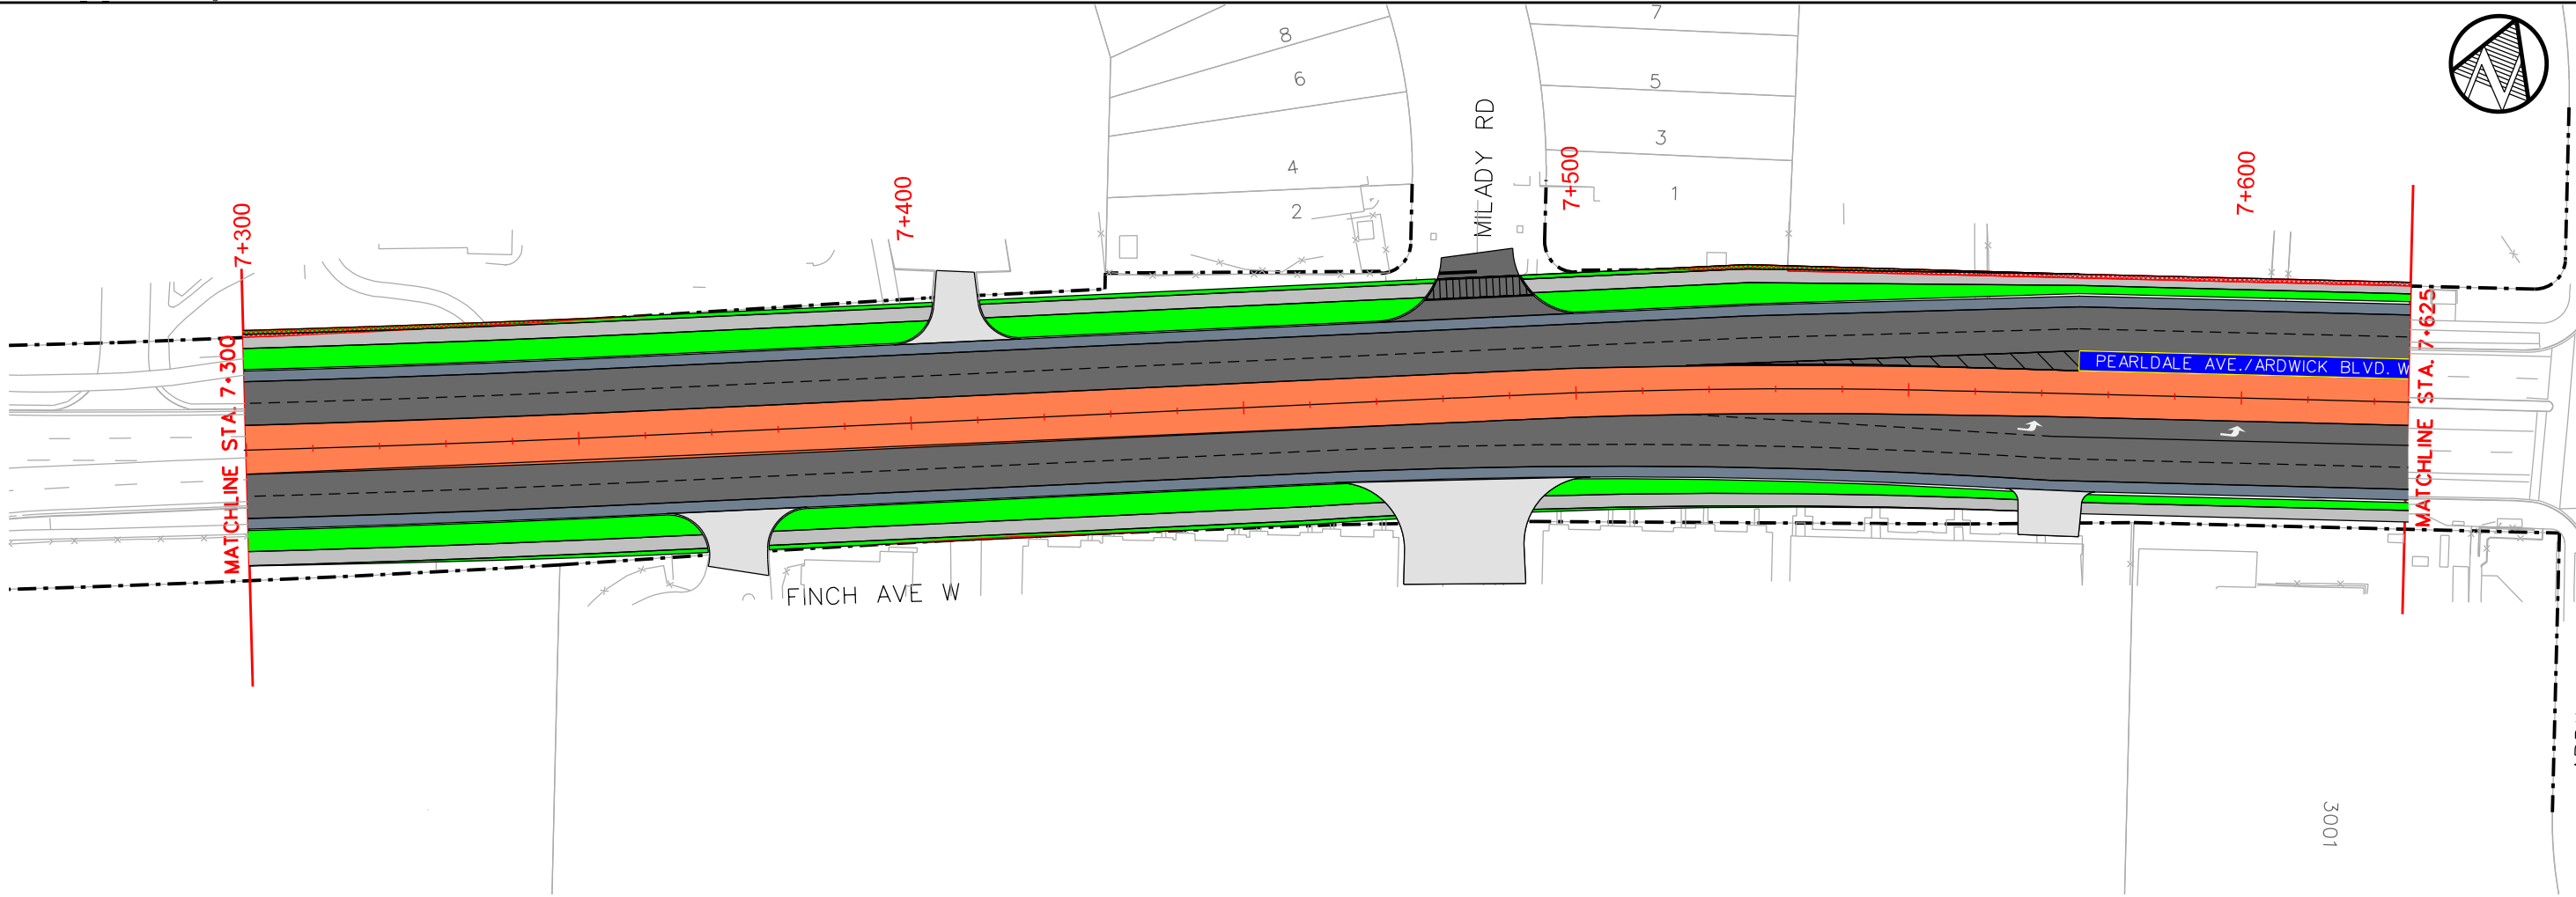 7
8
6
5
MILADY RD
3
4
7+500
7+600
1
7+400
2
7+300
MATCHLINE STA. 7+300
MATCHLINE STA. 7+625
PEARLDALE AVE./ARDWICK BLVD. W
FINCH AVE W
3001